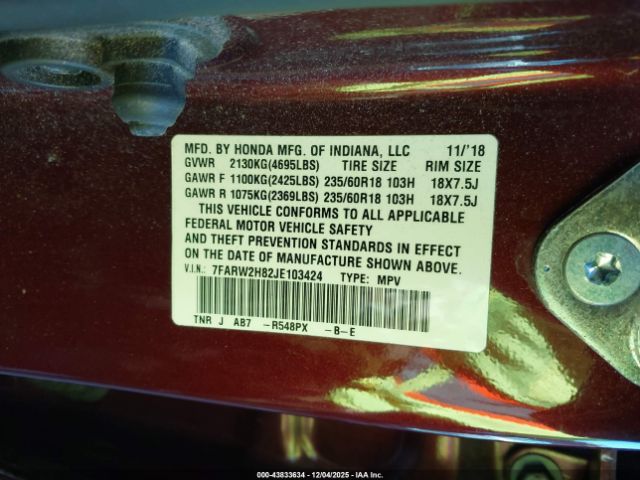 MFD. BY HONDA MFG. OF INDIANA, LLC 11/'18
GVWR 2130KG(4695LBS) TIRE SIZE RIM SIZE
GAWR F 1100KG(2425LBS) 235/60R18 103H 18X7.5J
GAWR R 1075KG(2369LBS) 235/60R18 103H 18X7.5J
THIS VEHICLE CONFORMS TO ALL APPLICABLE
FEDERAL MOTOR VEHICLE SAFETY
AND THEFT PREVENTION STANDARDS IN EFFECT
ON THE DATE OF MANUFACTURE SHOWN ABOVE.
V.I.N.: 7FARW2H82JE103424 TYPE: MPV
TNR J AB7 -R548PX -B-E
000-43833634 - 12/04/2025 - IAA Inc.